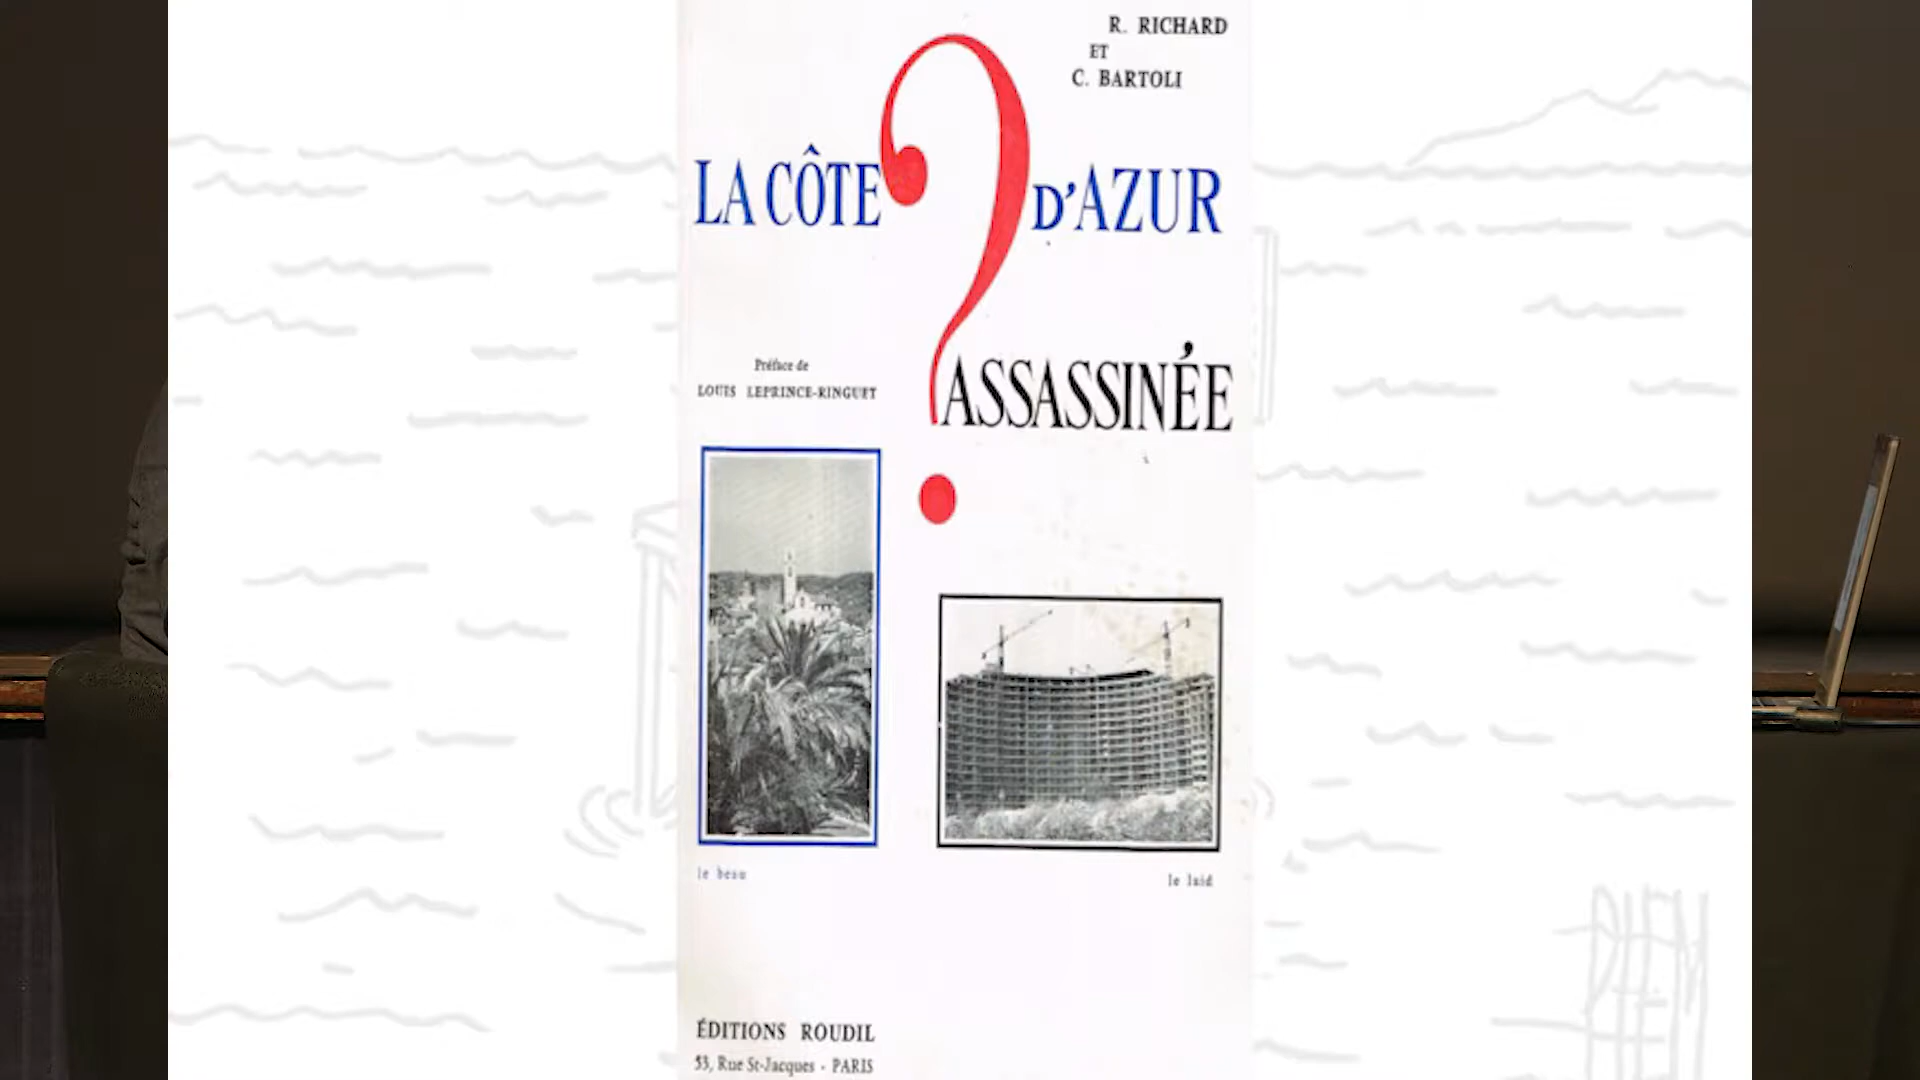 R. RICHARD
ET
C. BARTOLI
LA CÔTE D'AZUR
ASSASSINÉE
?
Préface de
LOUIS LEPRINCE-RINGUET
le beau
le laid
ÉDITIONS ROUDIL
53, Rue St-Jacques - PARIS